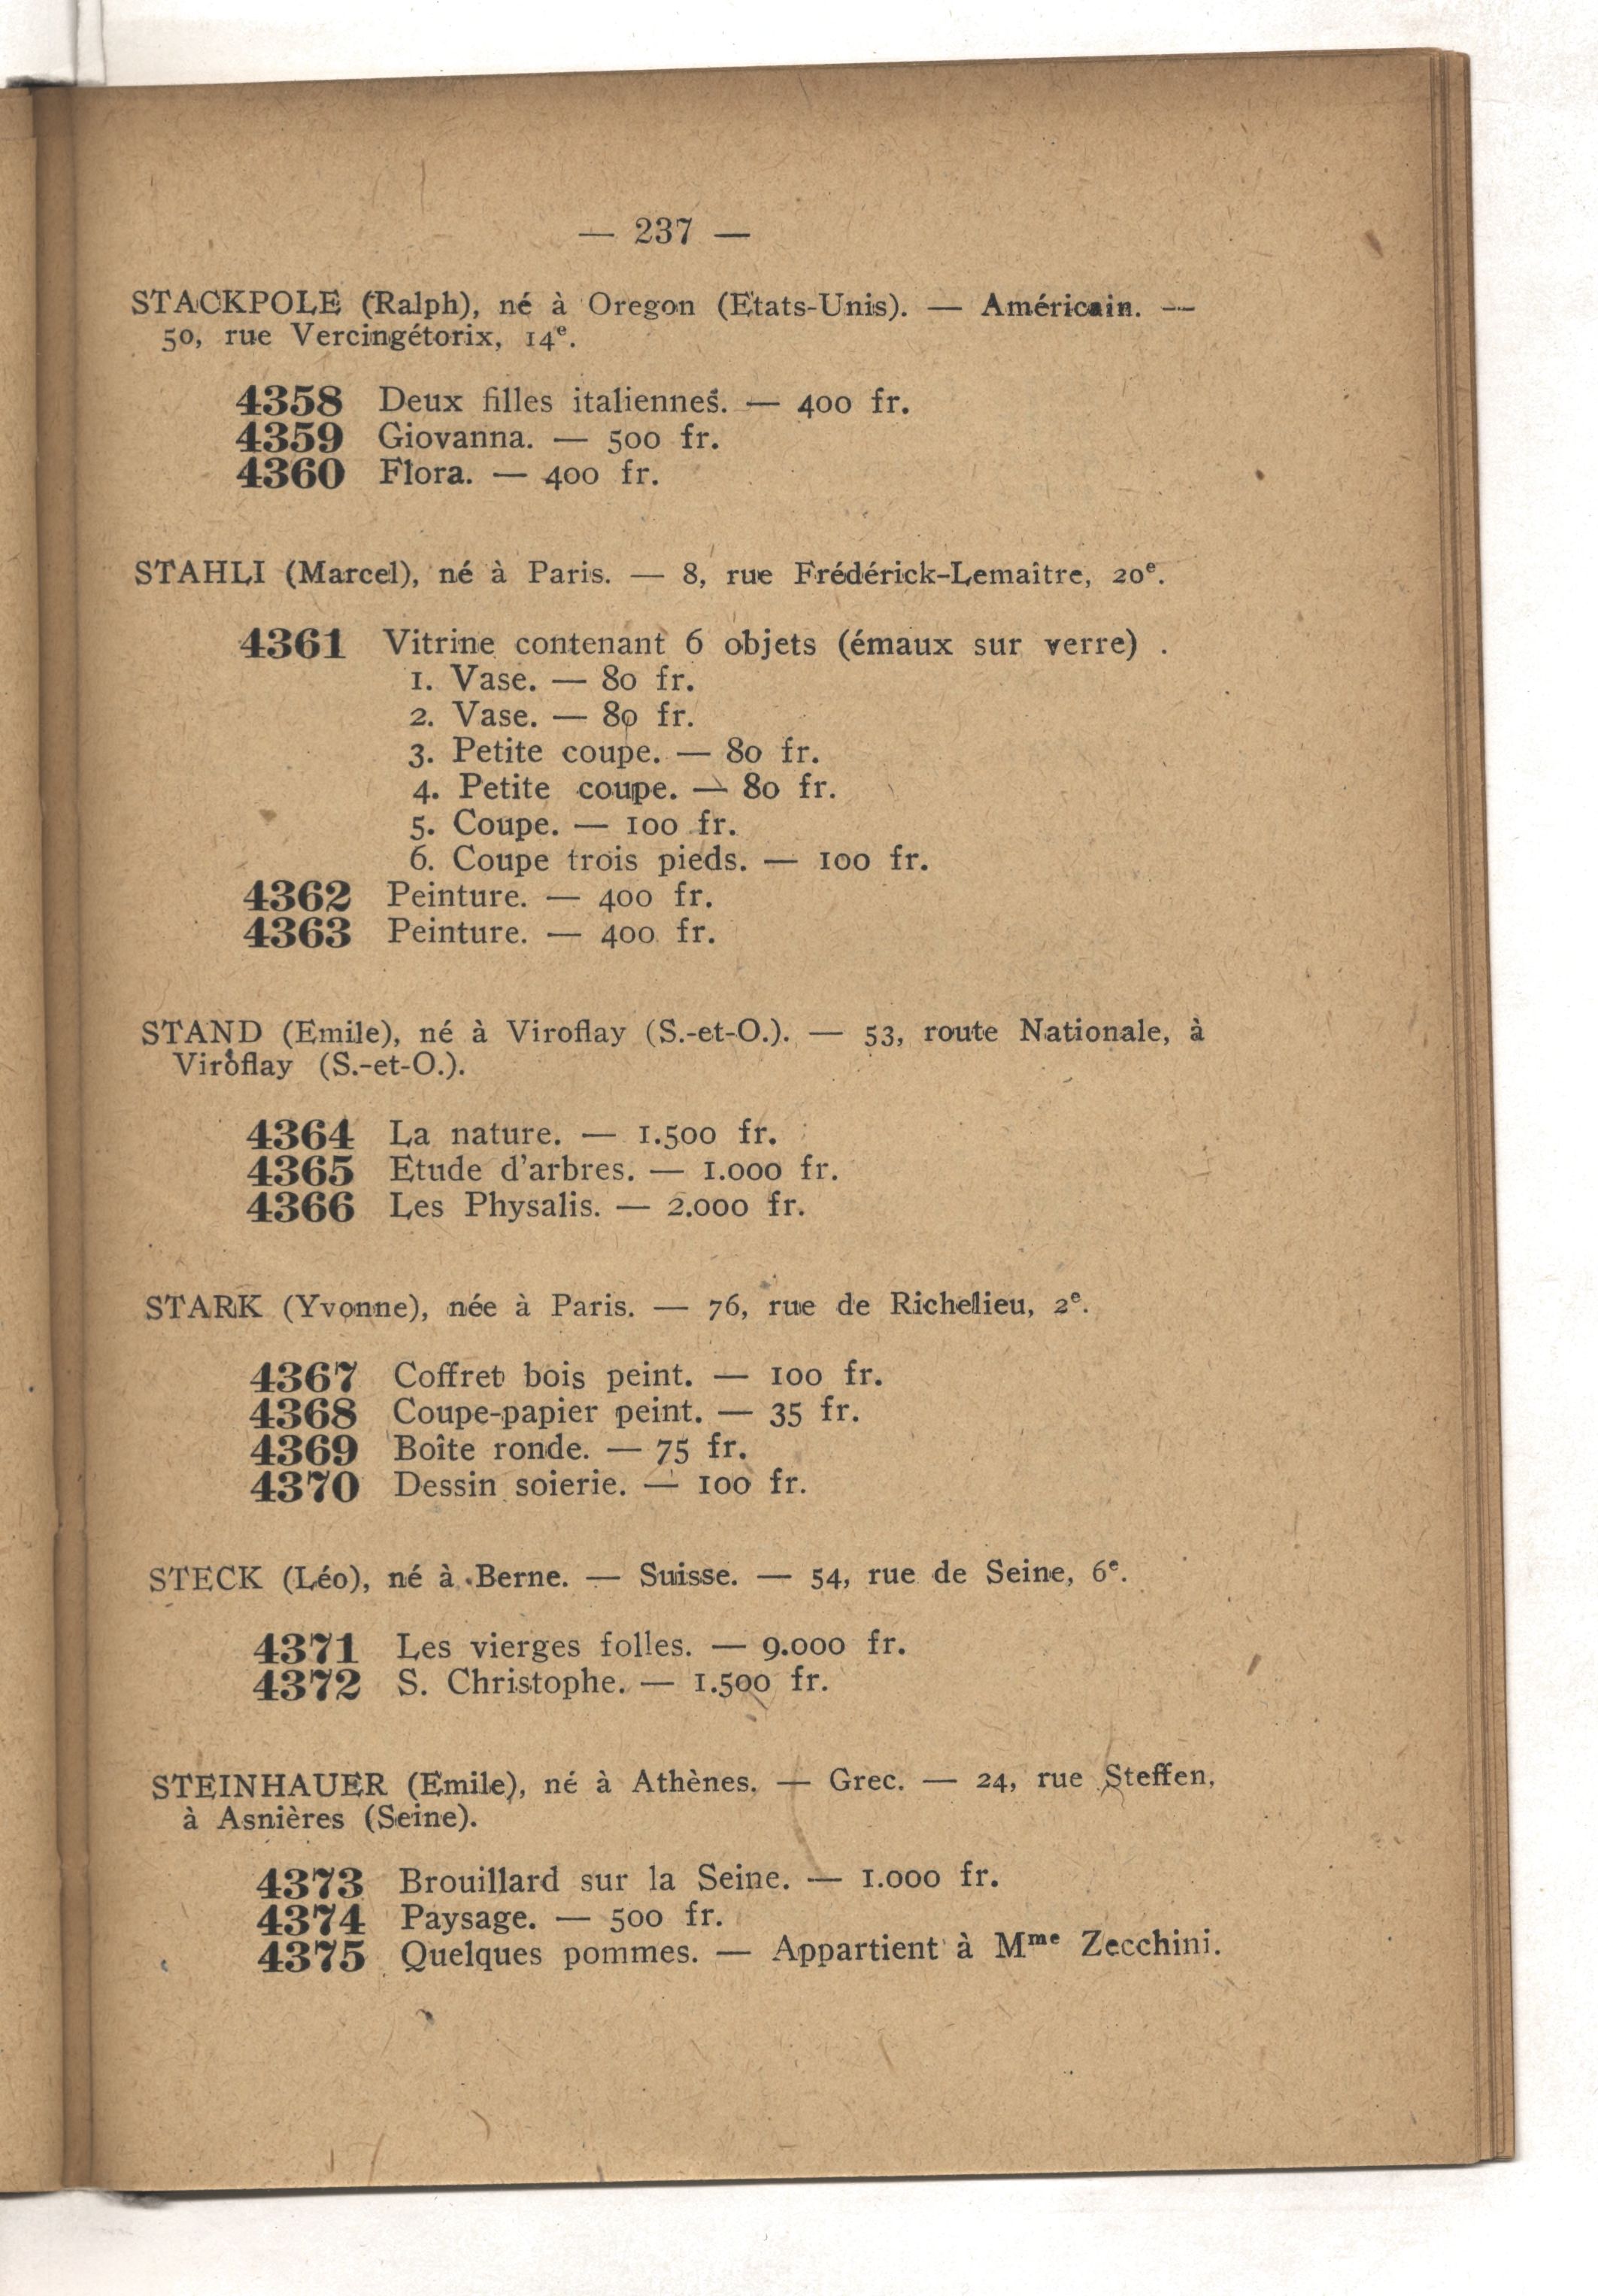 — 237 —
STACKPOLE (Ralph), né à Oregon (Etats-Unis). — Américain. —
50, rue Vercingétorix, 14e.
4358 Deux filles italiennes. — 400 fr.
4359 Giovanna. — 500 fr.
4360 Flora. — 400 fr.
STAHLI (Marcel), né à Paris. — 8, rue Frédérick-Lemaître, 20e.
4361 Vitrine contenant 6 objets (émaux sur verre) .
1. Vase. — 80 fr.
2. Vase. — 80 fr.
3. Petite coupe. — 80 fr.
4. Petite coupe. — 80 fr.
5. Coupe. — 100 fr.
6. Coupe trois pieds. — 100 fr.
4362 Peinture. — 400 fr.
4363 Peinture. — 400 fr.
STAND (Emile), né à Viroflay (S.-et-O.). — 53, route Nationale, à
Viroflay (S.-et-O.).
4364 La nature. — 1.500 fr.
4365 Etude d'arbres. — 1.000 fr.
4366 Les Physalis. — 2.000 fr.
STARK (Yvonne), née à Paris. — 76, rue de Richelieu, 2e.
4367 Coffret bois peint. — 100 fr.
4368 Coupe-papier peint. — 35 fr.
4369 Boîte ronde. — 75 fr.
4370 Dessin soierie. — 100 fr.
STECK (Léo), né à Berne. — Suisse. — 54, rue de Seine, 6e.
4371 Les vierges folles. — 9.000 fr.
4372 S. Christophe. — 1.500 fr.
STEINHAUER (Emile), né à Athènes. — Grec. — 24, rue Steffen,
à Asnières (Seine).
4373 Brouillard sur la Seine. — 1.000 fr.
4374 Paysage. — 500 fr.
4375 Quelques pommes. — Appartient à Mme Zecchini.